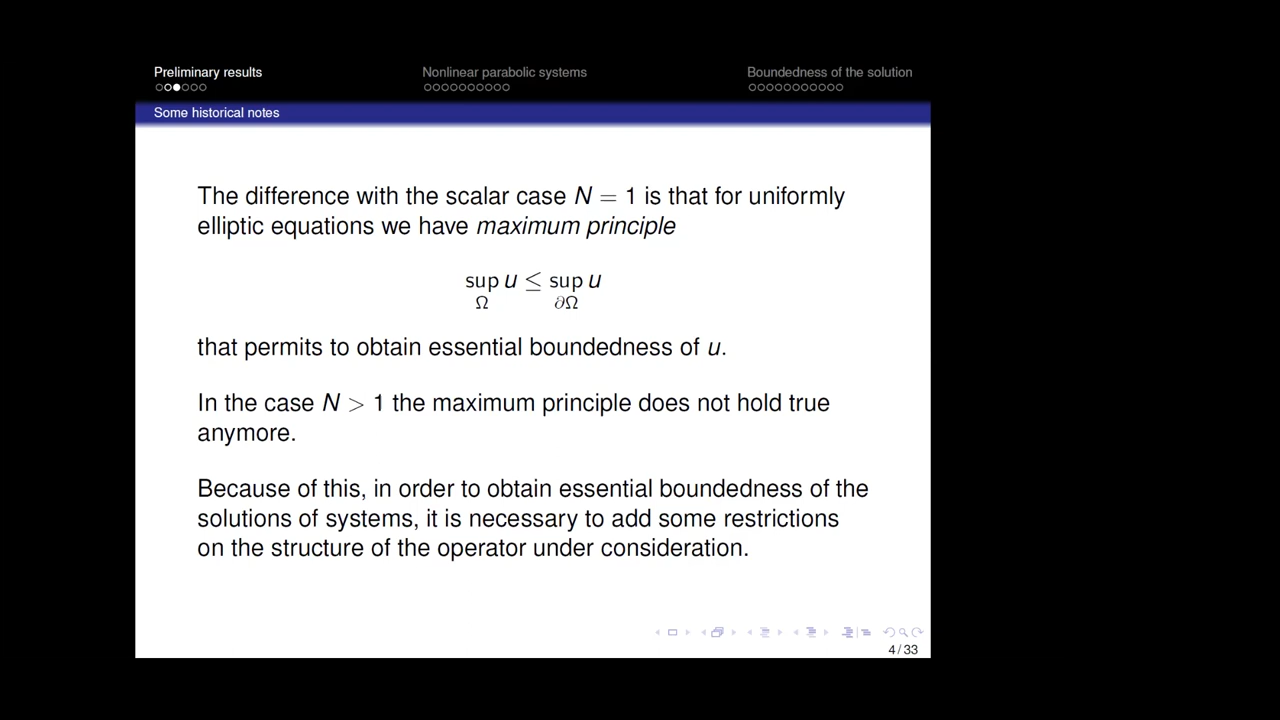 Preliminary results Nonlinear parabolic systems Boundedness of the solution
Some historical notes
The difference with the scalar case N = 1 is that for uniformly
elliptic equations we have maximum principle
sup u ≤ sup u
Ω ∂Ω
that permits to obtain essential boundedness of u.
In the case N > 1 the maximum principle does not hold true
anymore.
Because of this, in order to obtain essential boundedness of the
solutions of systems, it is necessary to add some restrictions
on the structure of the operator under consideration.
4 / 33